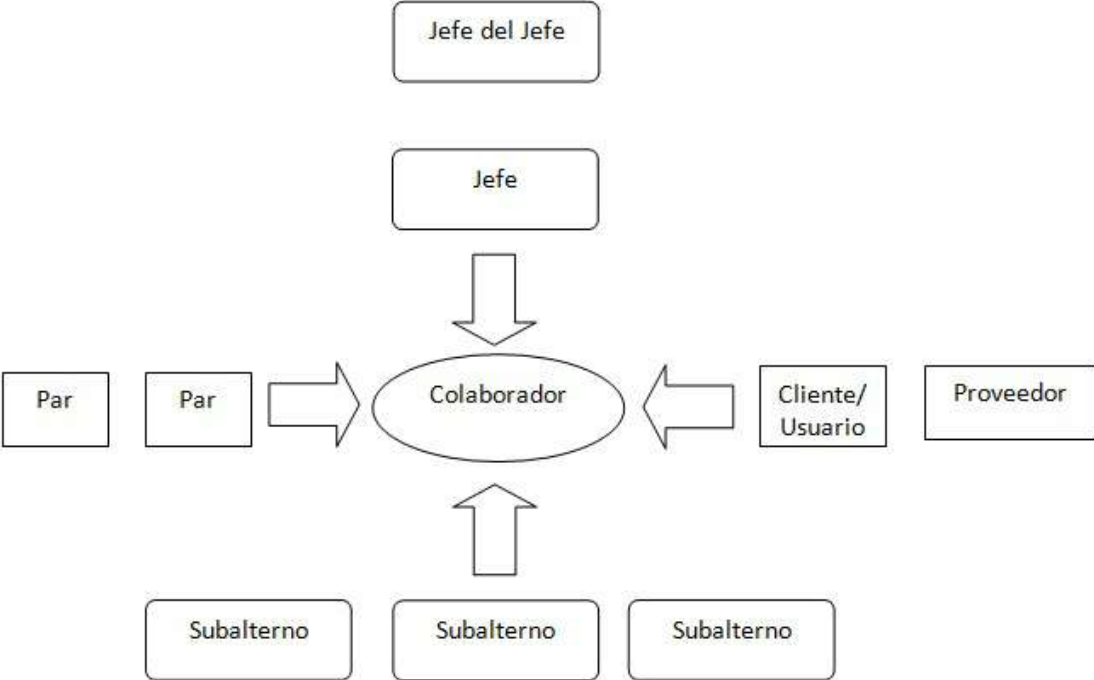 Jefe del Jefe
Jefe
Par
Par
Colaborador
Cliente/
Usuario
Proveedor
Subalterno
Subalterno
Subalterno